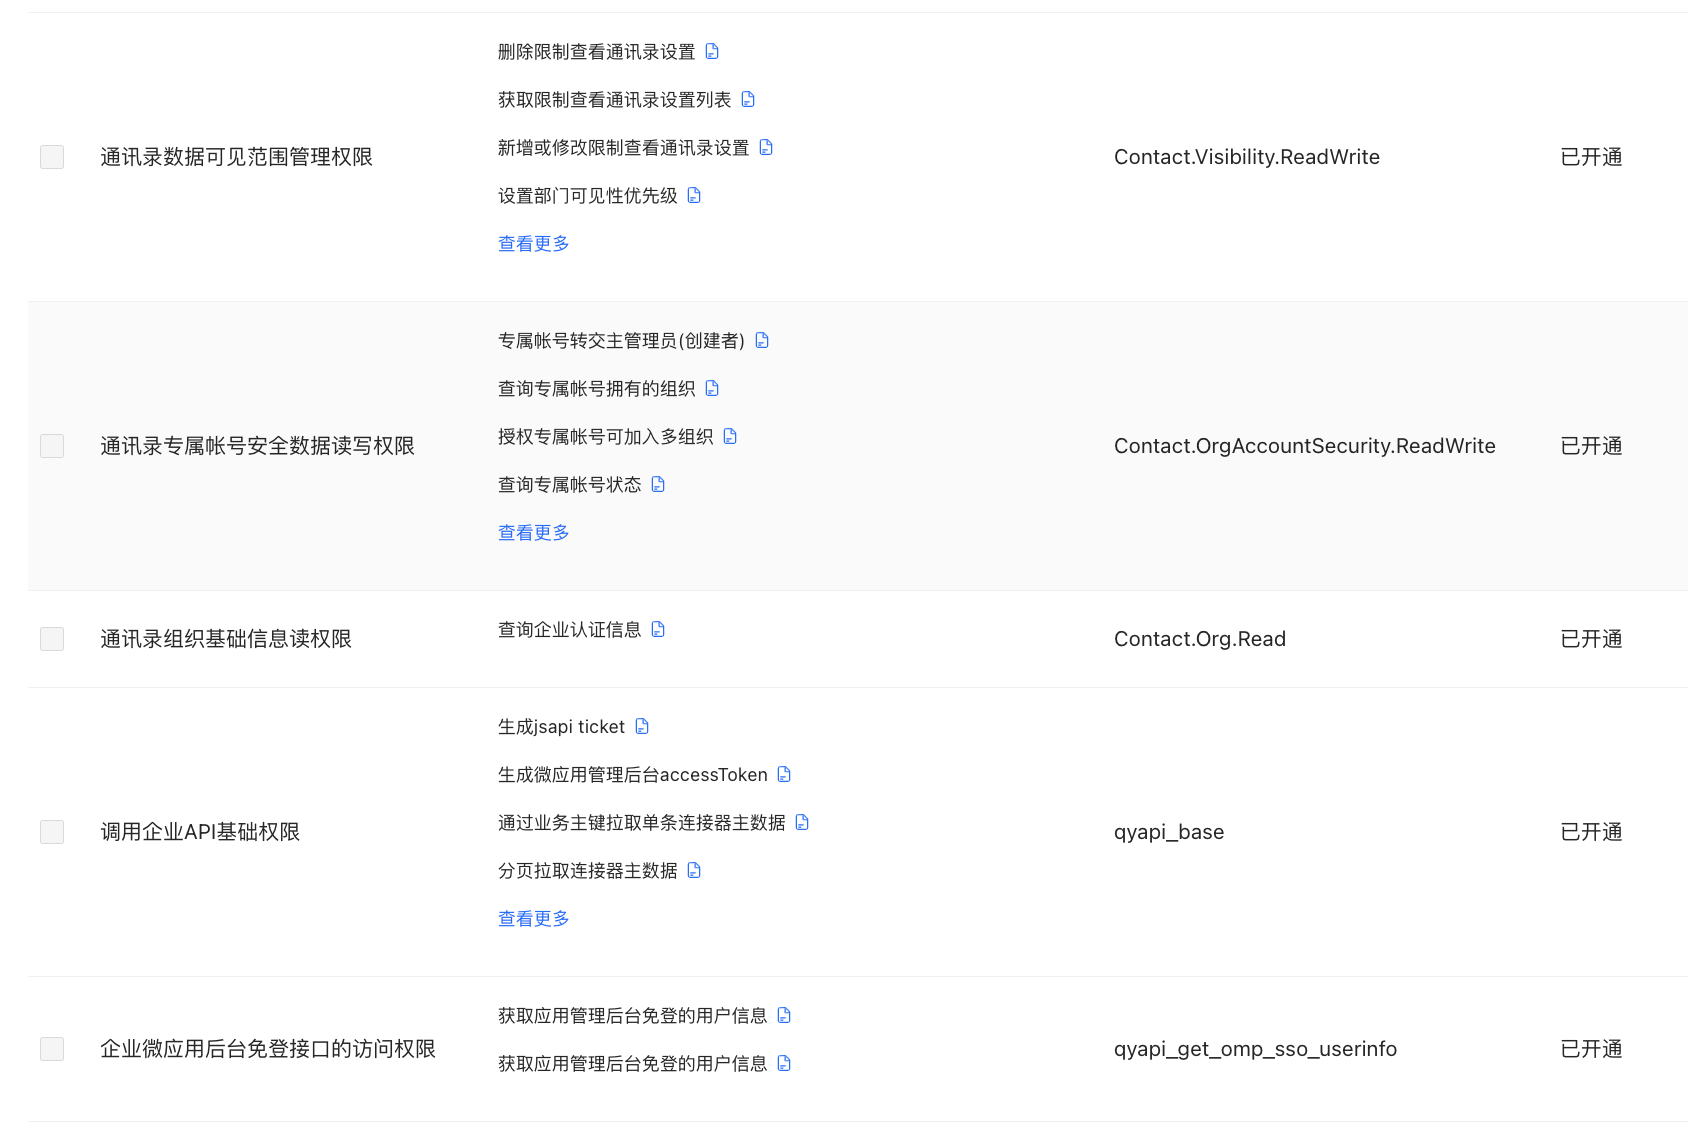 删除限制查看通讯录设置
获取限制查看通讯录设置列表
通讯录数据可见范围管理权限
新增或修改限制查看通讯录设置
Contact.Visibility.ReadWrite
已开通
设置部门可见性优先级
查看更多
专属帐号转交主管理员(创建者)
查询专属帐号拥有的组织
通讯录专属帐号安全数据读写权限
授权专属帐号可加入多组织
Contact.OrgAccountSecurity.ReadWrite
已开通
查询专属帐号状态
查看更多
通讯录组织基础信息读权限
查询企业认证信息
Contact.Org.Read
已开通
生成jsapi ticket
生成微应用管理后台accessToken
调用企业API基础权限
通过业务主键拉取单条连接器主数据
qyapi_base
已开通
分页拉取连接器主数据
查看更多
企业微应用后台免登接口的访问权限
获取应用管理后台免登的用户信息
获取应用管理后台免登的用户信息
qyapi_get_omp_sso_userinfo
已开通